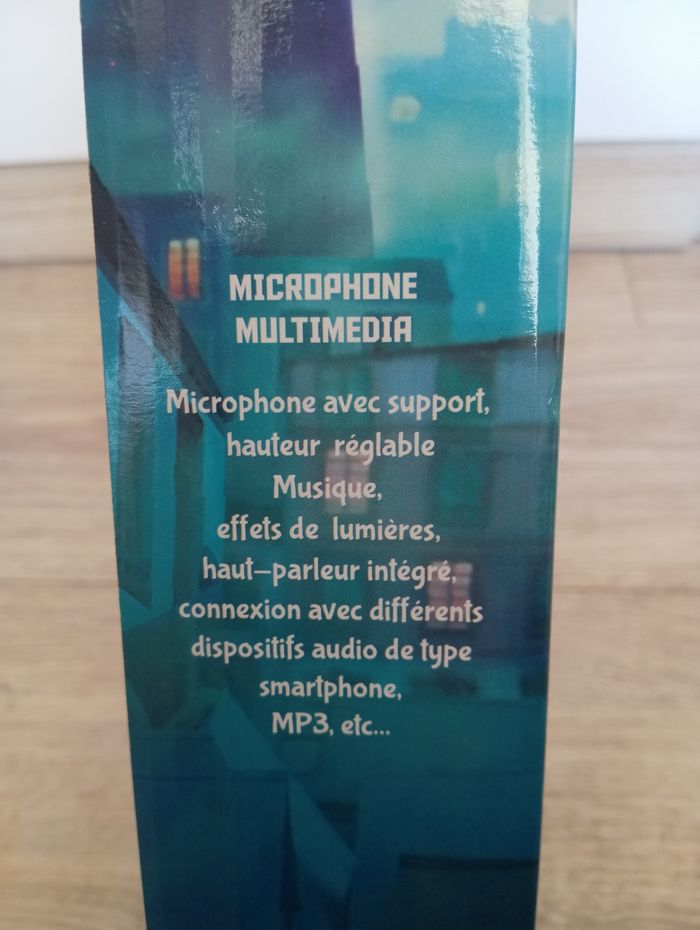 MICROPHONE
MULTIMEDIA
Microphone avec support,
hauteur réglable
Musique,
effets de lumières,
haut-parleur intégré,
connexion avec différents
dispositifs audio de type
smartphone,
MP3, etc...